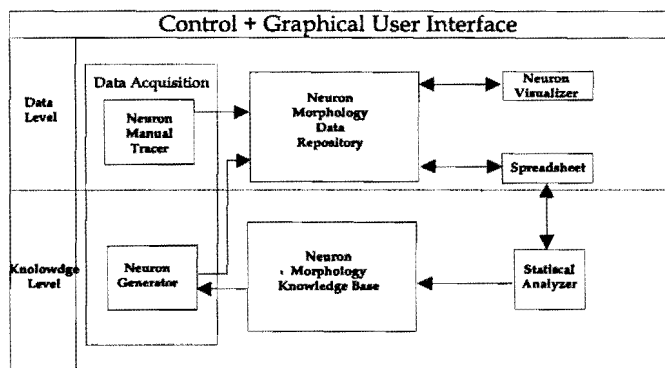 Control + Graphical User Interface
Data
Level
Data Acquisition
Neuron
Manual
Tracer
Neuron
Morphology
Data
Repository
Neuron
Visualizer
Spreadsheet
Knolowdge
Level
Neuron
Generator
Neuron
Morphology
Knowledge Base
Statiscal
Analyzer